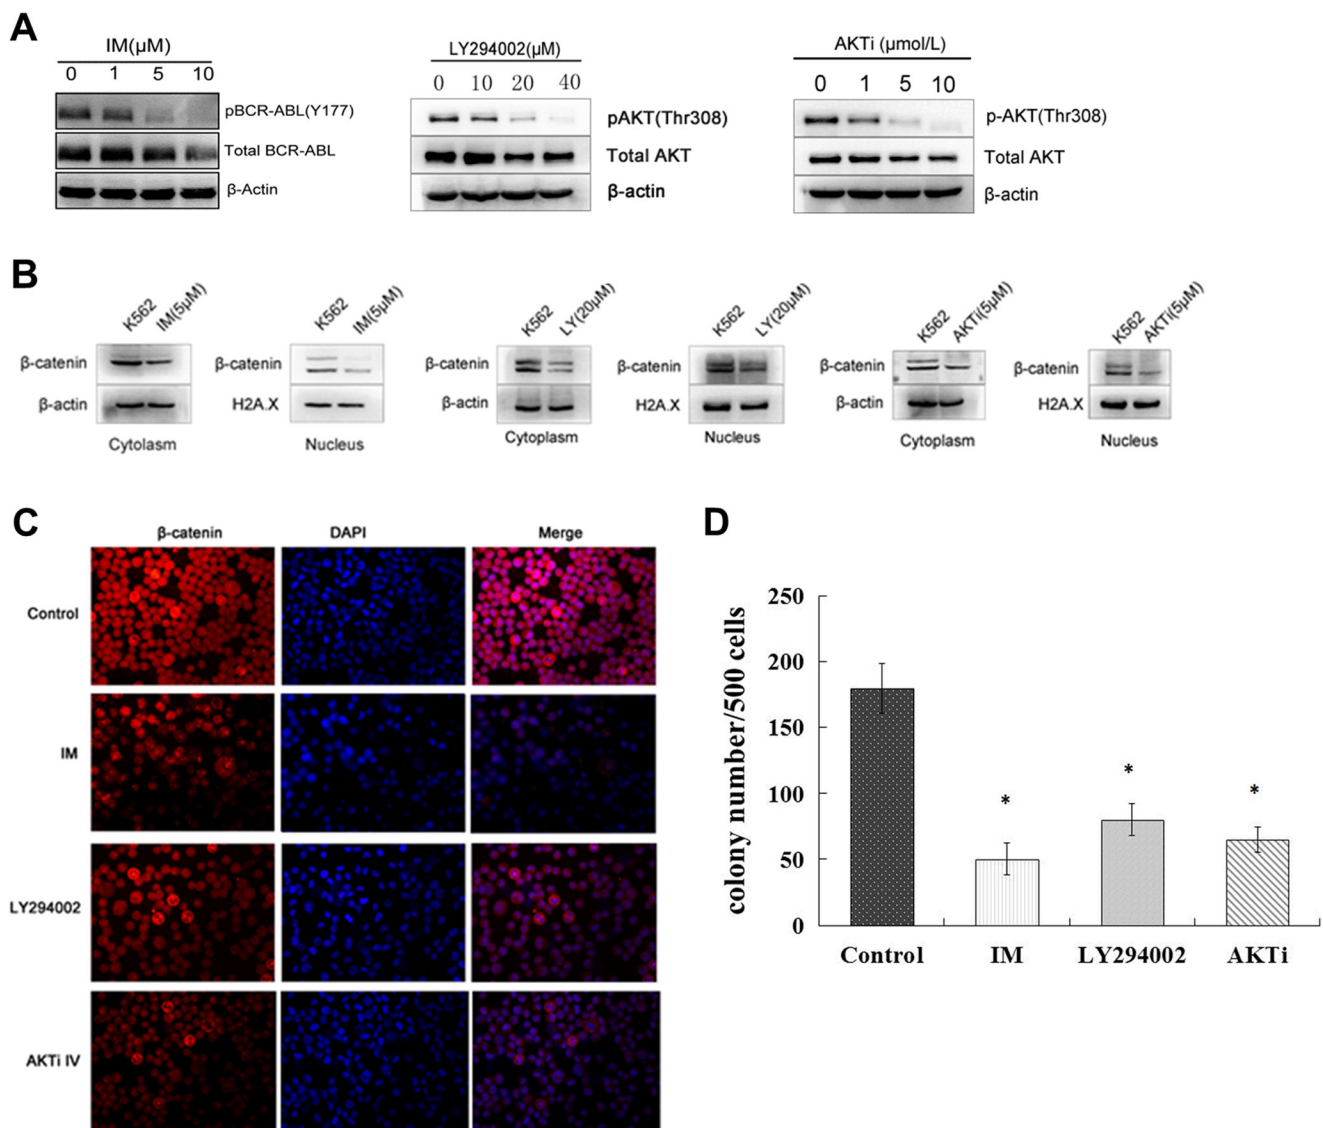 A
IM(µM)
0 1 5 10
pBCR-ABL(Y177)
Total BCR-ABL
β-Actin
LY294002(µM)
0 10 20 40
pAKT(Thr308)
Total AKT
β-actin
AKTi (µmol/L)
0 1 5 10
p-AKT(Thr308)
Total AKT
β-actin
B
K562 IM(5µM)
β-catenin
β-actin
Cytolasm
K562 IM(5µM)
β-catenin
H2A.X
Nucleus
K562 LY(20µM)
β-catenin
β-actin
Cytoplasm
K562 LY(20µM)
β-catenin
H2A.X
Nucleus
K562 AKTi(5µM)
β-catenin
β-actin
Cytoplasm
K562 AKTi(5µM)
β-catenin
H2A.X
Nucleus
C
β-catenin DAPI Merge
Control
IM
LY294002
AKTi IV
D
colony number/500 cells
250
200
150
100
50
0
* * *
Control IM LY294002 AKTi